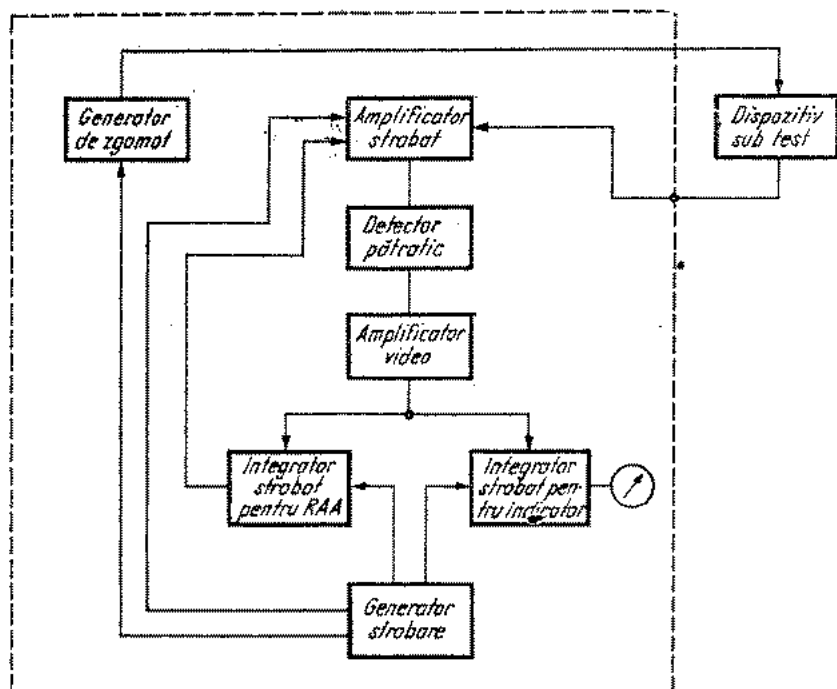 Generator
de zgomot
Amplificator
strobat
Dispozitiv
sub test
Detector
pătratic
Amplificator
video
Integrator
strobat
pentru RAA
Integrator
strobat pen-
tru indicator
Generator
strobare